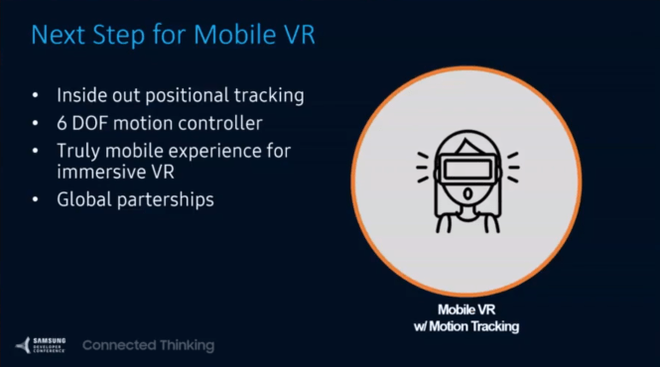 Next Step for Mobile VR
• Inside out positional tracking
• 6 DOF motion controller
• Truly mobile experience for
immersive VR
• Global parterships
Mobile VR
w/ Motion Tracking
SAMSUNG
DEVELOPER
CONFERENCE
Connected Thinking